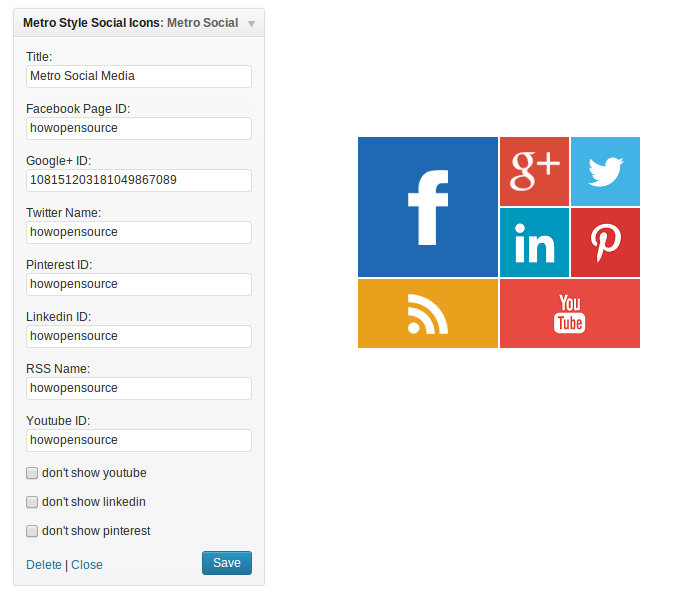 Metro Style Social Icons: Metro Social
Title:
Metro Social Media
Facebook Page ID:
howopensource
Google+ ID:
108151203181049867089
Twitter Name:
howopensource
Pinterest ID:
howopensource
Linkedin ID:
howopensource
RSS Name:
howopensource
Youtube ID:
howopensource
don't show youtube
don't show linkedin
don't show pinterest
Delete | Close
Save
f
g+
in
You
Tube